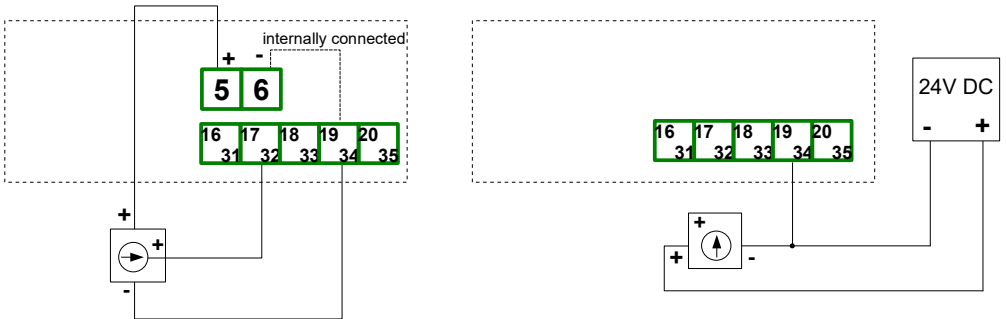 internally connected
+ -
5 6
16 17 18 19 20
31 32 33 34 35
+
+
-
24V DC
- +
16 17 18 19 20
31 32 33 34 35
+
+ -